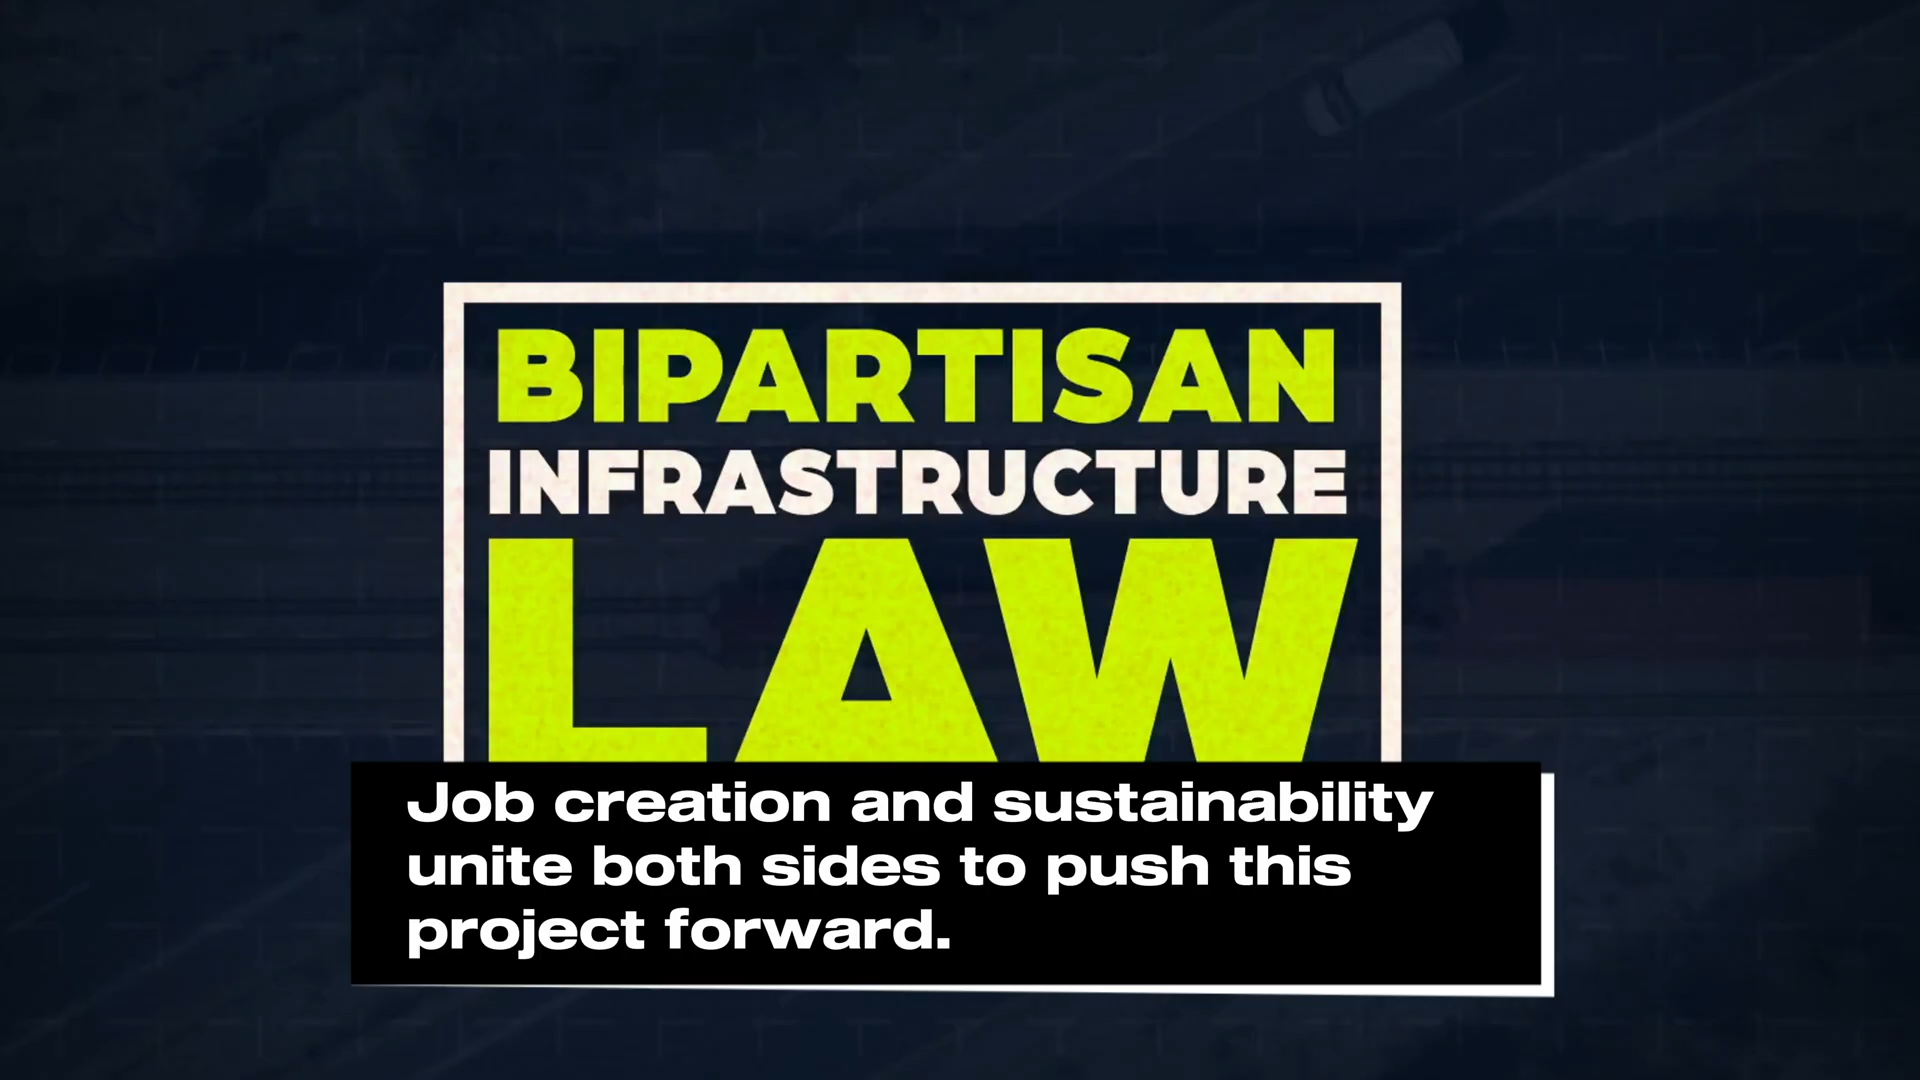 BIPARTISAN
INFRASTRUCTURE
LAW
Job creation and sustainability
unite both sides to push this
project forward.